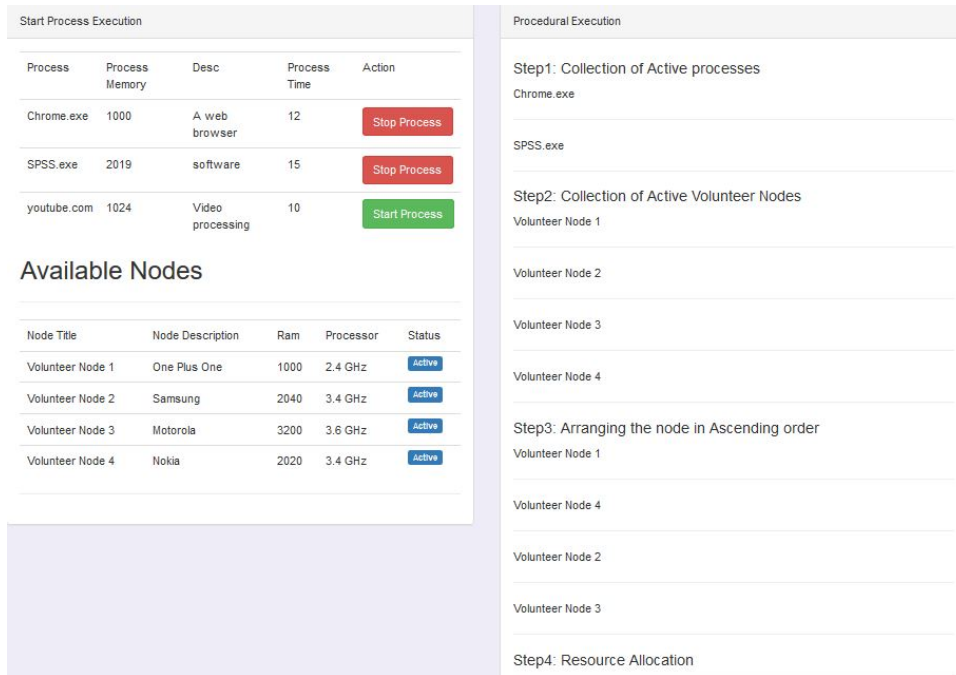 Start Process Execution
Process Process Memory Desc Process Time Action
Chrome.exe 1000 A web browser 12 Stop Process
SPSS.exe 2019 software 15 Stop Process
youtube.com 1024 Video processing 10 Start Process
Available Nodes
Node Title Node Description Ram Processor Status
Volunteer Node 1 One Plus One 1000 2.4 GHz Active
Volunteer Node 2 Samsung 2040 3.4 GHz Active
Volunteer Node 3 Motorola 3200 3.6 GHz Active
Volunteer Node 4 Nokia 2020 3.4 GHz Active
Procedural Execution
Step1: Collection of Active processes
Chrome.exe
SPSS.exe
Step2: Collection of Active Volunteer Nodes
Volunteer Node 1
Volunteer Node 2
Volunteer Node 3
Volunteer Node 4
Step3: Arranging the node in Ascending order
Volunteer Node 1
Volunteer Node 4
Volunteer Node 2
Volunteer Node 3
Step4: Resource Allocation